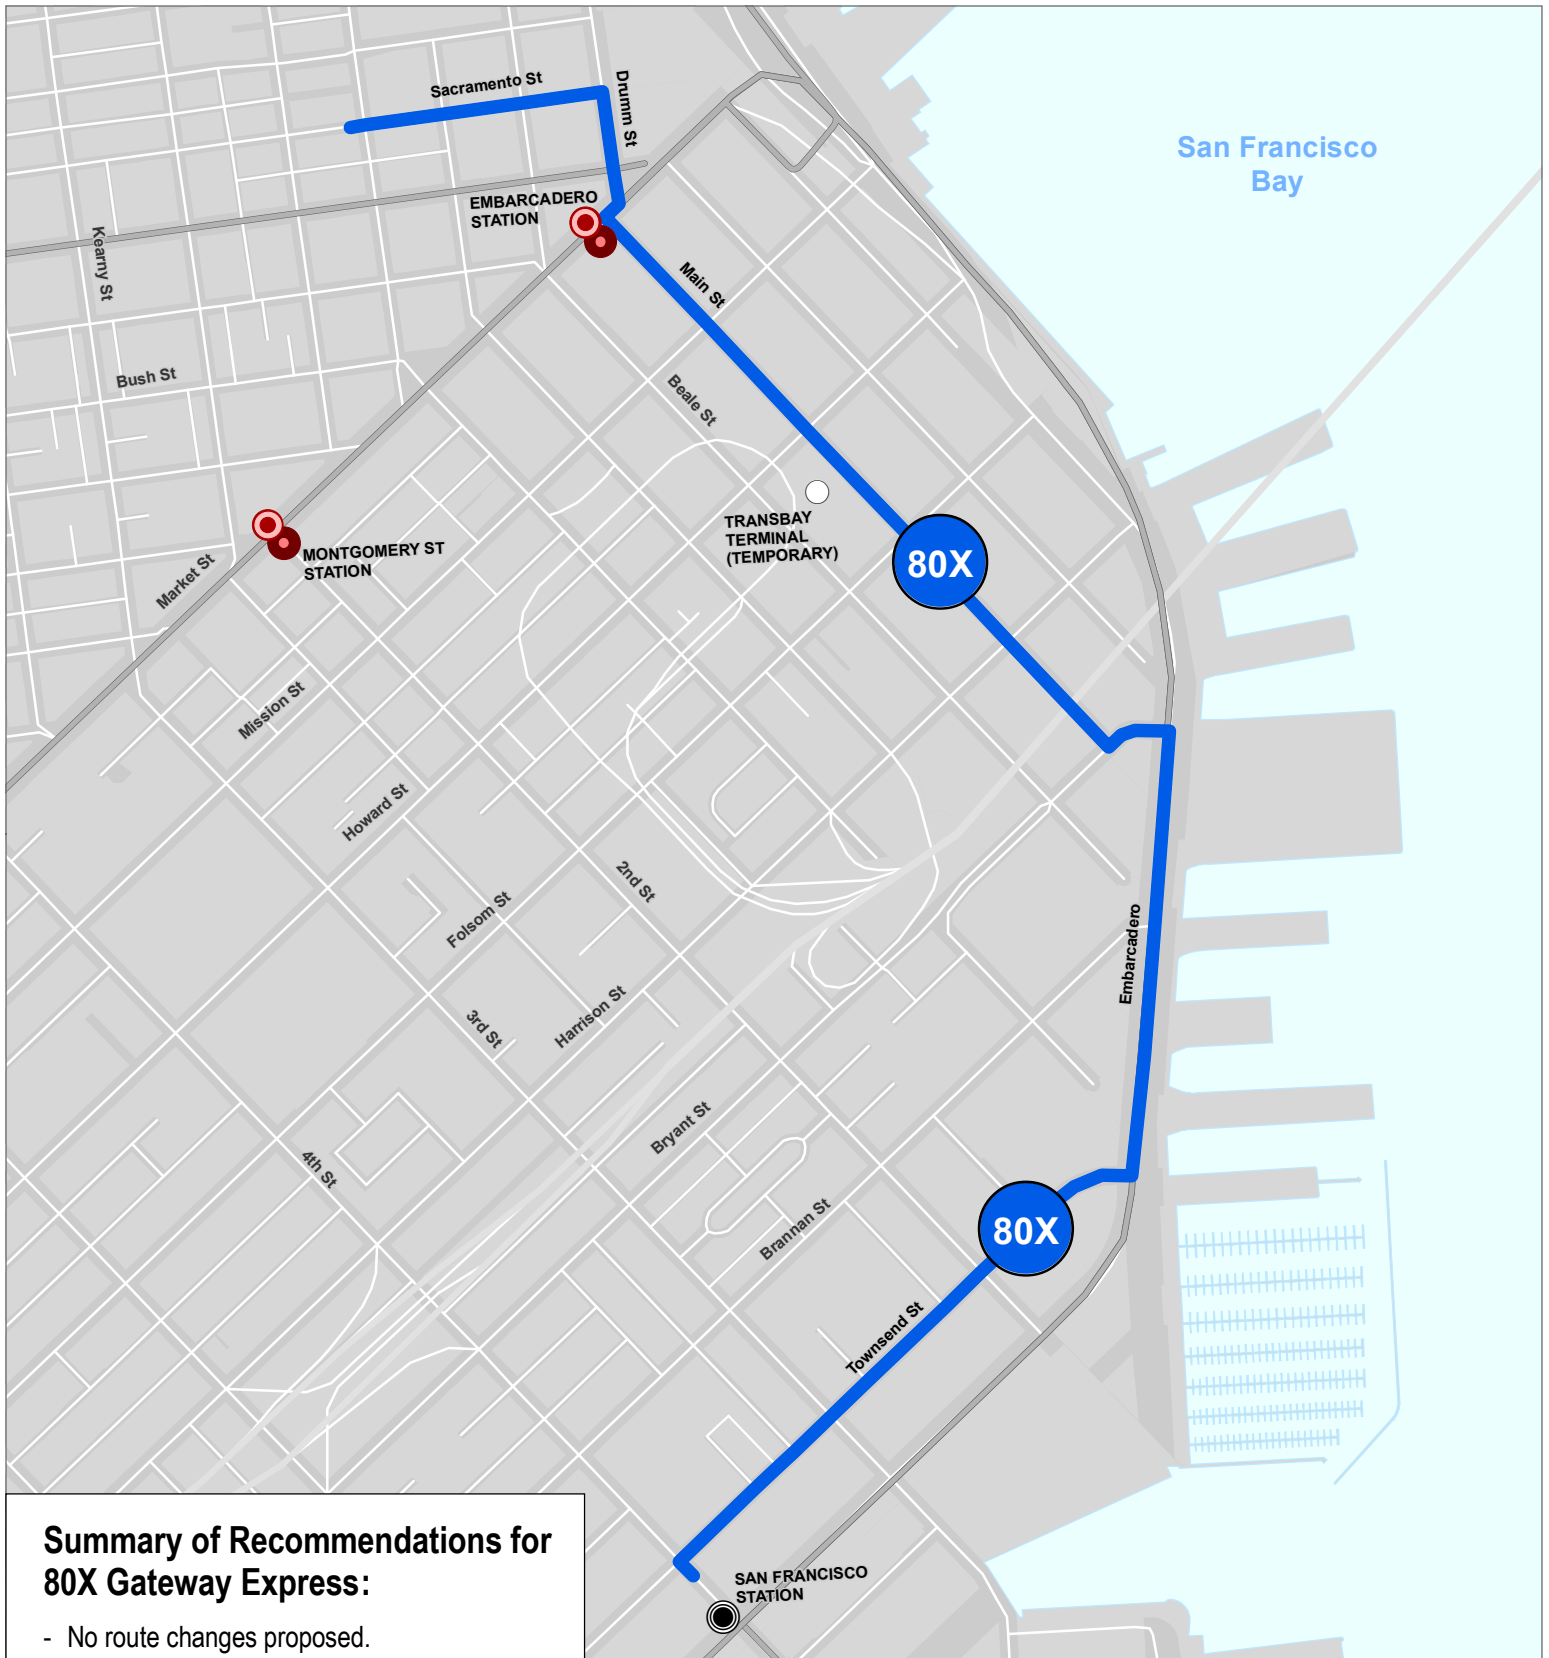 Sacramento St
Drumm St
San Francisco
Bay
EMBARCADERO
STATION
Kearny St
Main St
Bush St
Beale St
TRANSBAY
TERMINAL
(TEMPORARY)
80X
MONTGOMERY ST
STATION
Market St
Mission St
Howard St
2nd St
Folsom St
Embarcadero
Harrison St
3rd St
Bryant St
4th St
Brannan St
80X
Townsend St
SAN FRANCISCO
STATION
Summary of Recommendations for
80X Gateway Express:
- No route changes proposed.